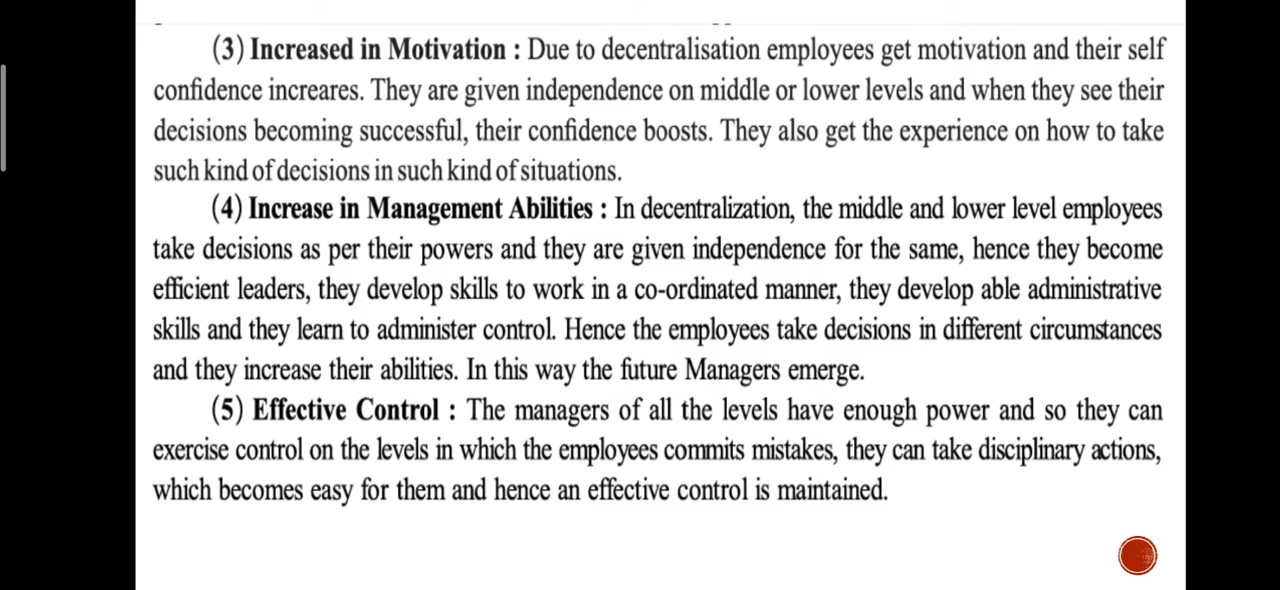 (3) Increased in Motivation : Due to decentralisation employees get motivation and their self
confidence increares. They are given independence on middle or lower levels and when they see their
decisions becoming successful, their confidence boosts. They also get the experience on how to take
such kind of decisions in such kind of situations.
(4) Increase in Management Abilities : In decentralization, the middle and lower level employees
take decisions as per their powers and they are given independence for the same, hence they become
efficient leaders, they develop skills to work in a co-ordinated manner, they develop able administrative
skills and they learn to administer control. Hence the employees take decisions in different circumstances
and they increase their abilities. In this way the future Managers emerge.
(5) Effective Control : The managers of all the levels have enough power and so they can
exercise control on the levels in which the employees commits mistakes, they can take disciplinary actions,
which becomes easy for them and hence an effective control is maintained.